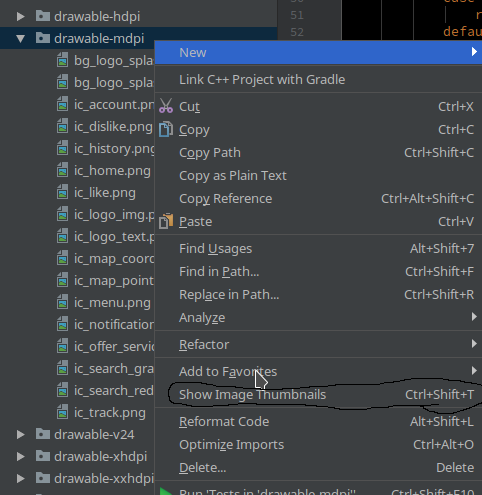 drawable-hdpi
51
drawable-mdpi
52 defau
New
bg_logo_spla
Link C++ Project with Gradle
bg_logo_spla
ic_account.pn
Cut Ctrl+X
ic_dislike.png
Copy Ctrl+C
ic_history.png
Copy Path Ctrl+Shift+C
ic_home.png
Copy as Plain Text
ic_like.png
Copy Reference Ctrl+Alt+Shift+C
ic_logo_img.p
Paste Ctrl+V
ic_logo_text.p
Find Usages Alt+Shift+7
ic_map_coord
Find in Path... Ctrl+Shift+F
ic_map_point
Replace in Path... Ctrl+Shift+R
ic_menu.png
Analyze
ic_notification
Refactor
ic_offer_servic
Add to Favorites
ic_search_gra
Show Image Thumbnails Ctrl+Shift+T
ic_search_red
Reformat Code Alt+Shift+L
ic_track.png
Optimize Imports Ctrl+Alt+O
drawable-v24
drawable-xhdpi
Delete... Delete
drawable-xxhdpi
Run 'Tests in 'drawable-mdpi'' Ctrl+Shift+F10